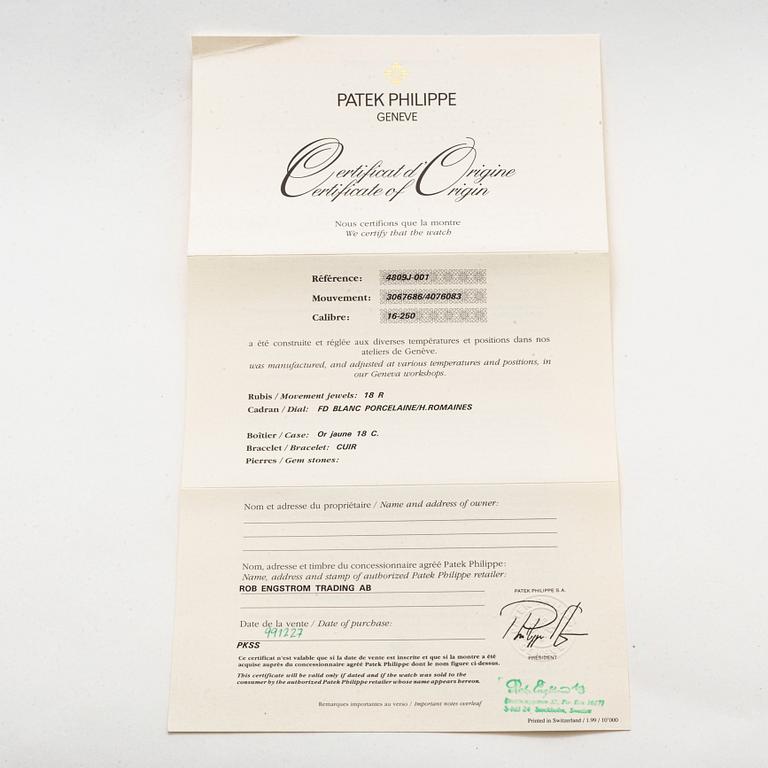 PATEK PHILIPPE
GENEVE
Certificat d'Origine
Certificate of Origin
Nous certifions que la montre
We certify that the watch
Référence: 4809J-001
Mouvement: 3067686/4076083
Calibre: 16-250
a été construite et réglée aux diverses températures et positions dans nos
ateliers de Genève.
was manufactured, and adjusted at various temperatures and positions, in
our Geneva workshops.
Rubis / Movement jewels: 18 R
Cadran / Dial: FD BLANC PORCELAINE/H.ROMAINES
Boîtier / Case: Or jaune 18 C.
Bracelet / Bracelet: CUIR
Pierres / Gem stones:
Nom et adresse du propriétaire / Name and address of owner:
Nom, adresse et timbre du concessionnaire agréé Patek Philippe:
Name, address and stamp of authorized Patek Philippe retailer:
ROB ENGSTROM TRADING AB
PATEK PHILIPPE S.A.
Date de la vente / Date of purchase:
991227
PKSS
PRÉSIDENT
Ce certificat n'est valable que si la date de vente est inscrite et que si la montre a été
acquise auprès du concessionnaire agréé Patek Philippe dont le nom figure ci-dessus.
This certificate will be valid only if dated and if the watch was sold to the
consumer by the authorized Patek Philippe retailer whose name appears hereon.
Stockholm, Sweden
Remarques importantes au verso / Important notes overleaf
Printed in Switzerland / 1.99 / 10'000